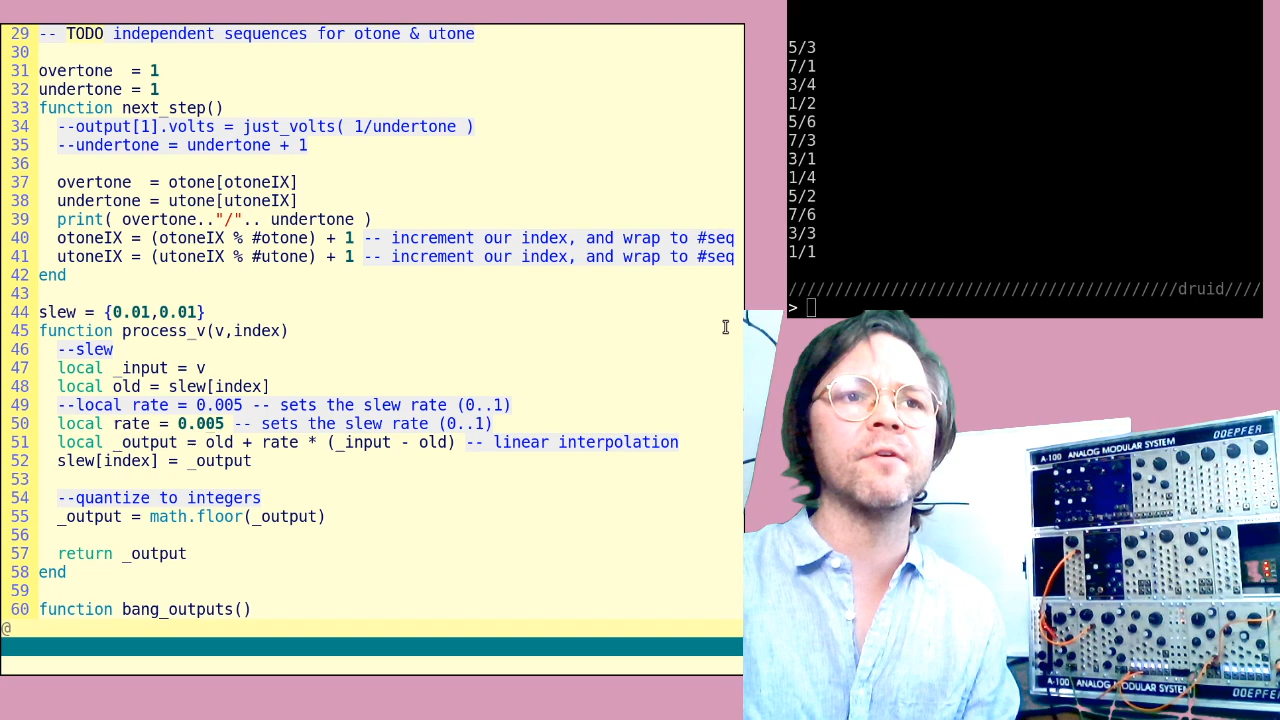 29 -- TODO independent sequences for otone & utone
30
31 overtone  = 1
32 undertone = 1
33 function next_step()
34   --output[1].volts = just_volts( 1/undertone )
35   --undertone = undertone + 1
36
37   overtone  = otone[otoneIX]
38   undertone = utone[utoneIX]
39   print( overtone.."/".. undertone )
40   otoneIX = (otoneIX % #otone) + 1 -- increment our index, and wrap to #seq
41   utoneIX = (utoneIX % #utone) + 1 -- increment our index, and wrap to #seq
42 end
43
44 slew = {0.01,0.01}
45 function process_v(v,index)
46   --slew
47   local _input = v
48   local old = slew[index]
49   --local rate = 0.005 -- sets the slew rate (0..1)
50   local rate = 0.005 -- sets the slew rate (0..1)
51   local _output = old + rate * (_input - old) -- linear interpolation
52   slew[index] = _output
53
54   --quantize to integers
55   _output = math.floor(_output)
56
57   return _output
58 end
59
60 function bang_outputs()
@
5/3
7/1
3/4
1/2
5/6
7/3
3/1
1/4
5/2
7/6
3/3
1/1
//////////////////////////////////////////druid////
>
A-100 ANALOG MODULAR SYSTEM DOEPFER
A-100 ANALOG MODULAR SYSTEM DOEPFER